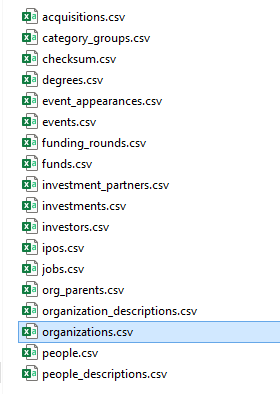 acquisitions.csv
category_groups.csv
checksum.csv
degrees.csv
event_appearances.csv
events.csv
funding_rounds.csv
funds.csv
investment_partners.csv
investments.csv
investors.csv
ipos.csv
jobs.csv
org_parents.csv
organization_descriptions.csv
organizations.csv
people.csv
people_descriptions.csv